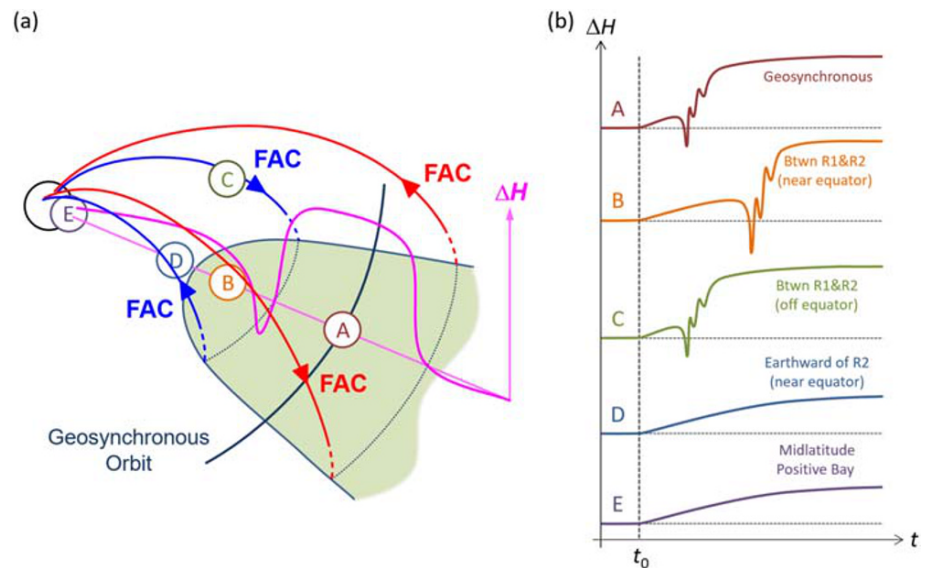 (a)
FAC
FAC
C
E
ΔH
D
B
A
FAC
FAC
Geosynchronous
Orbit
(b)
ΔH
Geosynchronous
A
Btwn R1&R2
(near equator)
B
Btwn R1&R2
(off equator)
C
Earthward of R2
(near equator)
D
Midlatitude
Positive Bay
E
t
t₀